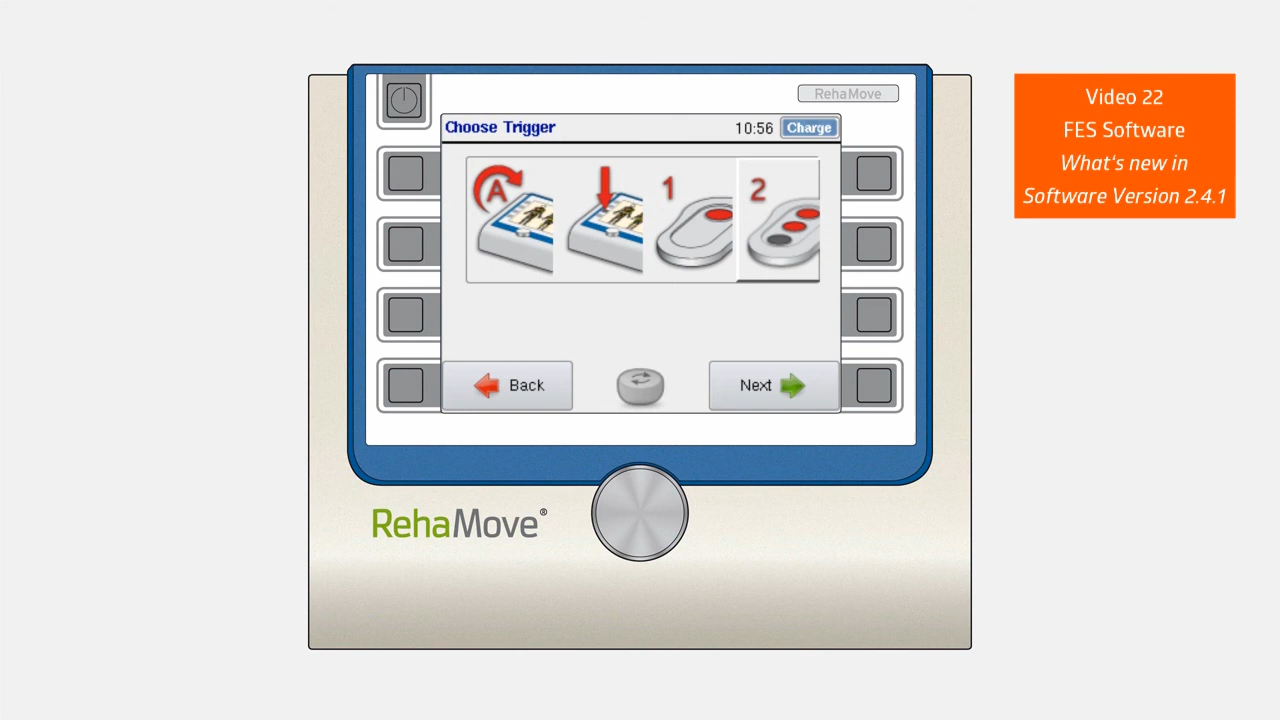 RehaMove
Choose Trigger
10:56
Charge
A
1
2
Back
Next
RehaMove®
Video 22
FES Software
What's new in
Software Version 2.4.1